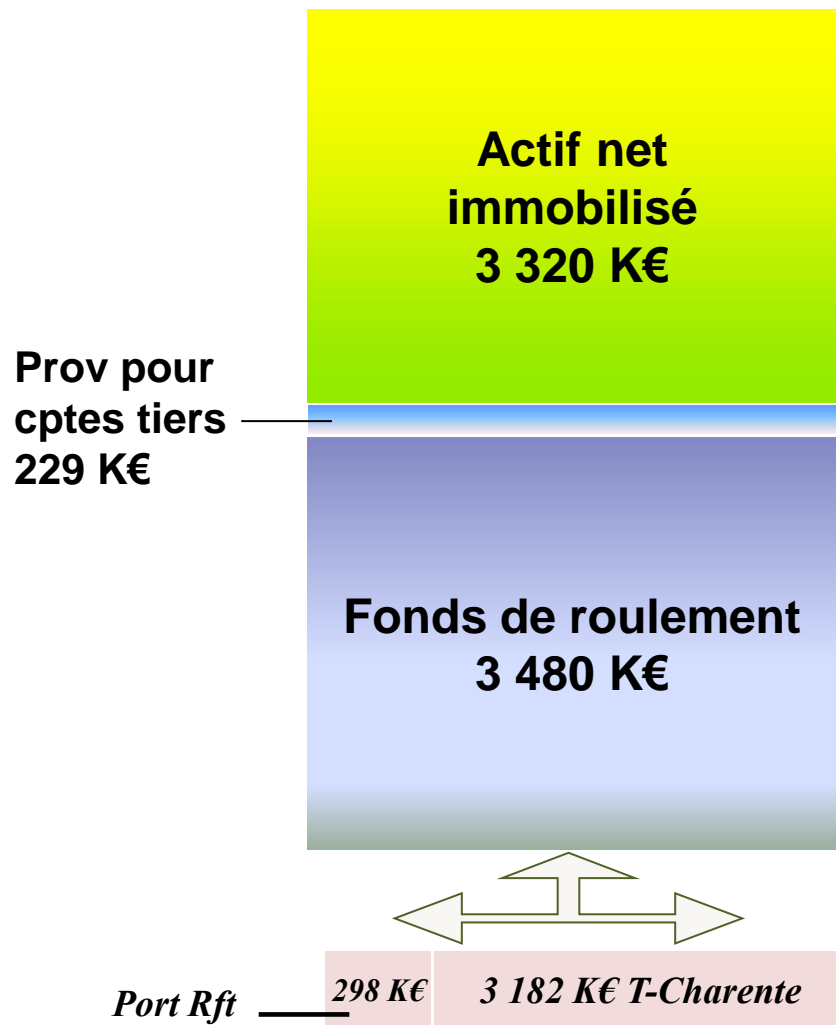 Actif net
immobilisé
3 320 K€
Prov pour
cptes tiers
229 K€
Fonds de roulement
3 480 K€
Port Rft
298 K€
3 182 K€ T-Charente